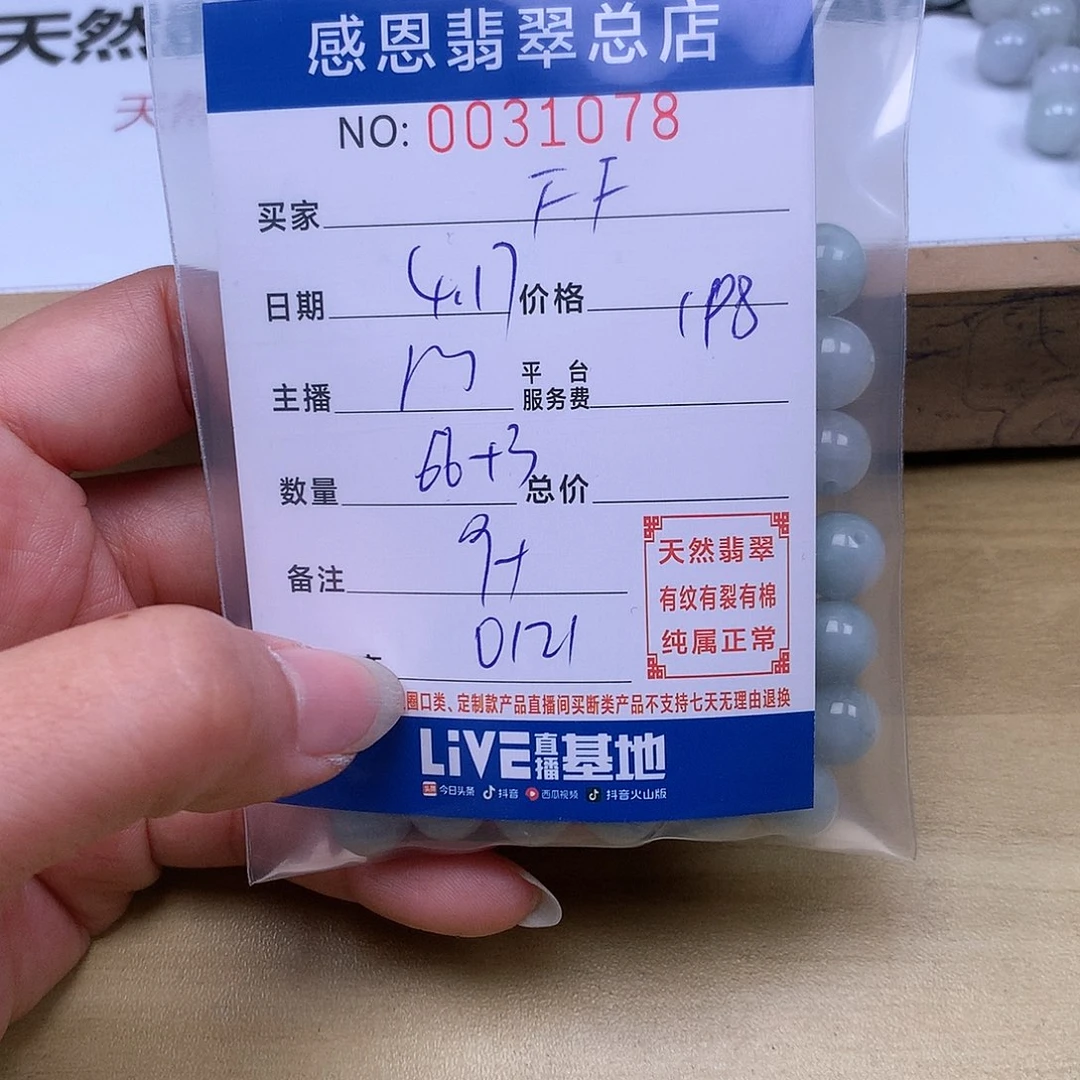 天然
天
感恩翡翠总店
NO: 0031078
买家 FF
日期 4.17 价格 1P8
主播
平台服务费
数量 66+3 总价
备注 9+
0121
天然翡翠
有纹有裂有棉
纯属正常
圈口类、定制款产品直播间买断类产品不支持七天无理由退换
LiVE直播基地
头条 今日头条 抖音 西瓜视频 抖音火山版